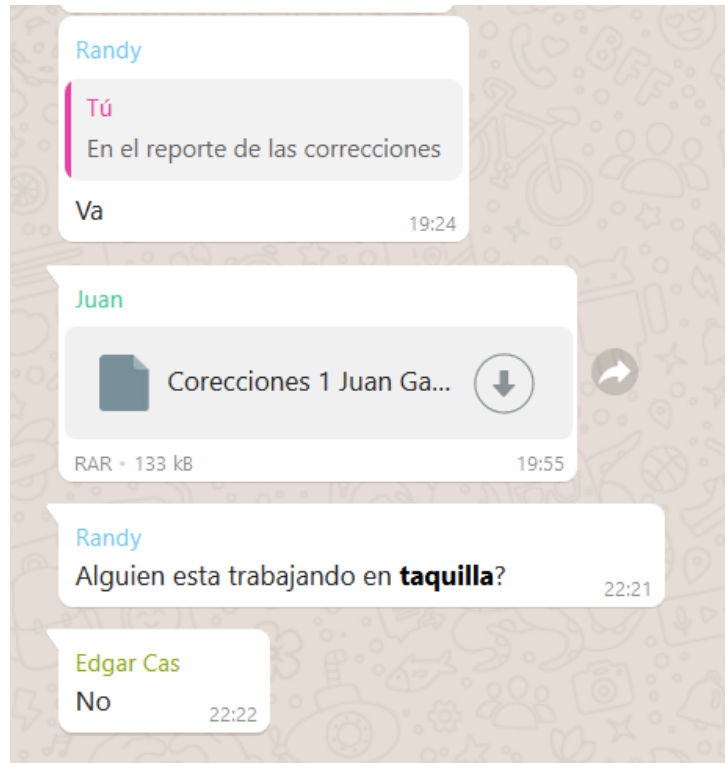 Randy
Tú
En el reporte de las correcciones
Va
19:24
Juan
Corecciones 1 Juan Ga...
RAR • 133 kB
19:55
Randy
Alguien esta trabajando en taquilla?
22:21
Edgar Cas
No
22:22